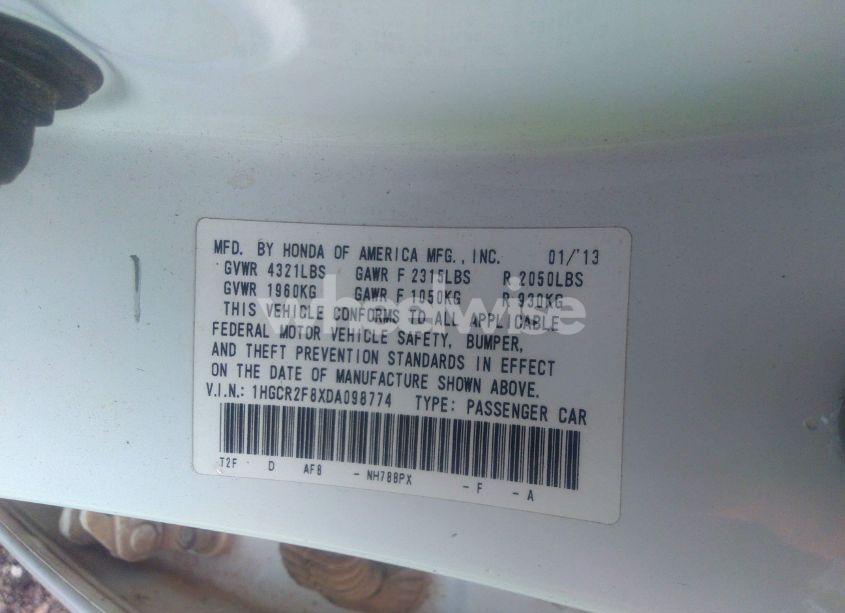 MFD. BY HONDA OF AMERICA MFG., INC. 01/'13
GVWR 4321LBS GAWR F 2315LBS R 2050LBS
GVWR 1960KG GAWR F 1050KG R 930KG
THIS VEHICLE CONFORMS TO ALL APPLICABLE
FEDERAL MOTOR VEHICLE SAFETY, BUMPER,
AND THEFT PREVENTION STANDARDS IN EFFECT
ON THE DATE OF MANUFACTURE SHOWN ABOVE.
V.I.N.: 1HGCR2F8XDA098774 TYPE: PASSENGER CAR
T2F D AF8 - NH788PX - F - A
wheelwise